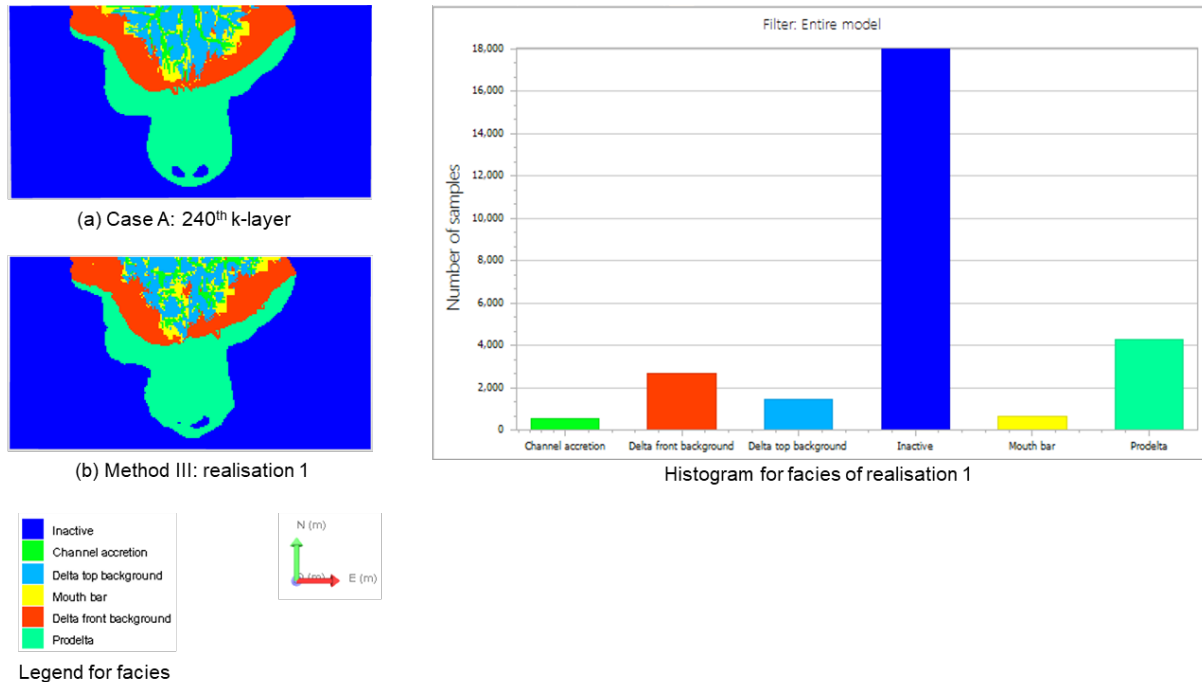 (a) Case A: 240th k-layer
(b) Method III: realisation 1
Filter: Entire model
Number of samples
18,000
16,000
14,000
12,000
10,000
8,000
6,000
4,000
2,000
0
Channel accretion Delta front background Delta top background Inactive Mouth bar Prodelta
Histogram for facies of realisation 1
Inactive
Channel accretion
Delta top background
Mouth bar
Delta front background
Prodelta
Legend for facies
N (m)
(m) E (m)